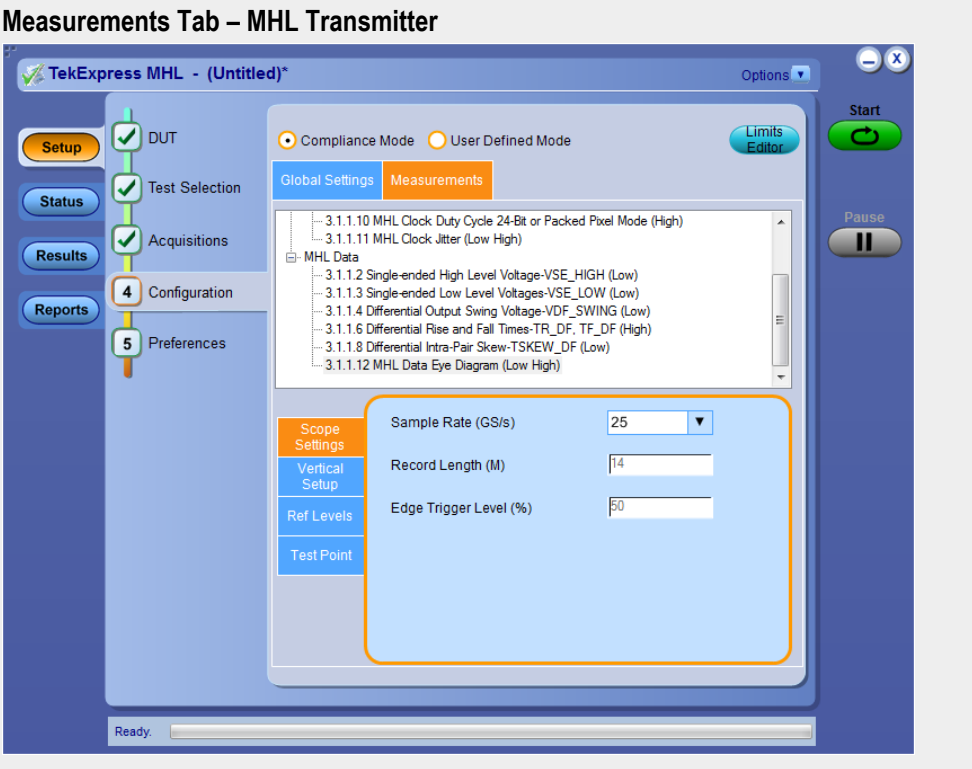 Measurements Tab – MHL Transmitter
TekExpress MHL - (Untitled)*
Options
Start
Setup
Status
Results
Reports
DUT
Test Selection
Acquisitions
4 Configuration
5 Preferences
Compliance Mode
User Defined Mode
Limits
Editor
Global Settings
Measurements
3.1.1.10 MHL Clock Duty Cycle 24-Bit or Packed Pixel Mode (High)
3.1.1.11 MHL Clock Jitter (Low High)
MHL Data
3.1.1.2 Single-ended High Level Voltage-VSE_HIGH (Low)
3.1.1.3 Single-ended Low Level Voltages-VSE_LOW (Low)
3.1.1.4 Differential Output Swing Voltage-VDF_SWING (Low)
3.1.1.6 Differential Rise and Fall Times-TR_DF, TF_DF (High)
3.1.1.8 Differential Intra-Pair Skew-TSKEW_DF (Low)
3.1.1.12 MHL Data Eye Diagram (Low High)
Pause
Scope
Settings
Vertical
Setup
Ref Levels
Test Point
Sample Rate (GS/s) 25
Record Length (M) 14
Edge Trigger Level (%) 50
Ready.